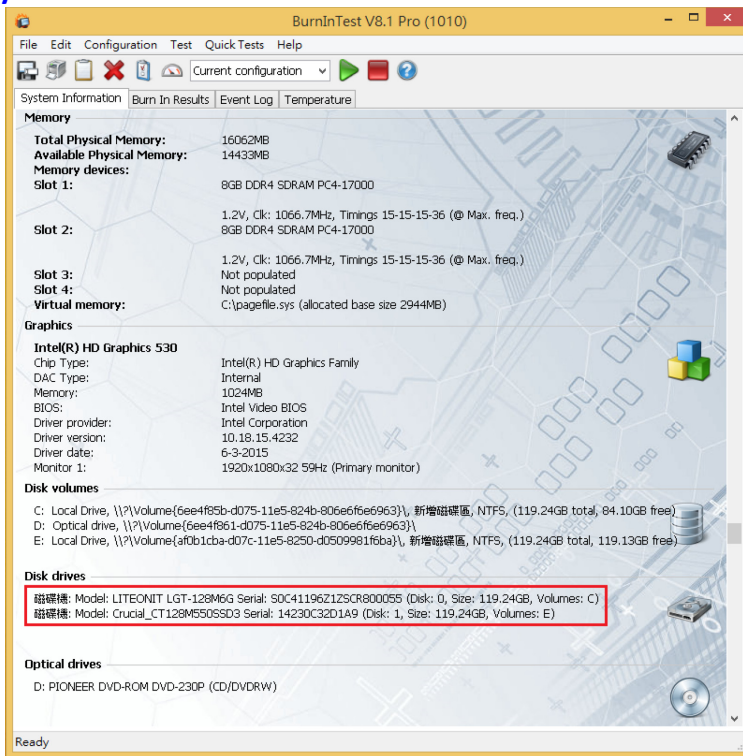 BurnInTest V8.1 Pro (1010)
File Edit Configuration Test Quick Tests Help
Current configuration
System Information Burn In Results Event Log Temperature
Memory
Total Physical Memory: 16062MB
Available Physical Memory: 14433MB
Memory devices:
Slot 1: 8GB DDR4 SDRAM PC4-17000
1.2V, Clk: 1066.7MHz, Timings 15-15-15-36 (@ Max. freq.)
Slot 2: 8GB DDR4 SDRAM PC4-17000
1.2V, Clk: 1066.7MHz, Timings 15-15-15-36 (@ Max. freq.)
Slot 3: Not populated
Slot 4: Not populated
Virtual memory: C:\pagefile.sys (allocated base size 2944MB)
Graphics
Intel(R) HD Graphics 530
Chip Type: Intel(R) HD Graphics Family
DAC Type: Internal
Memory: 1024MB
BIOS: Intel Video BIOS
Driver provider: Intel Corporation
Driver version: 10.18.15.4232
Driver date: 6-3-2015
Monitor 1: 1920x1080x32 59Hz (Primary monitor)
Disk volumes
C: Local Drive, \\?\Volume{6ee4f85b-d075-11e5-824b-806e6f6e6963}\, 新增磁碟區, NTFS, (119.24GB total, 84.10GB free)
D: Optical drive, \\?\Volume{6ee4f861-d075-11e5-824b-806e6f6e6963}\
E: Local Drive, \\?\Volume{af0b1cba-d07c-11e5-8250-d0509981f6ba}\, 新增磁碟區, NTFS, (119.24GB total, 119.13GB free)
Disk drives
磁碟機: Model: LITEONIT LGT-128M6G Serial: S0C41196Z1ZSCR800055 (Disk: 0, Size: 119.24GB, Volumes: C)
磁碟機: Model: Crucial_CT128M550SSD3 Serial: 14230C32D1A9 (Disk: 1, Size: 119.24GB, Volumes: E)
Optical drives
D: PIONEER DVD-ROM DVD-230P (CD/DVDRW)
Ready